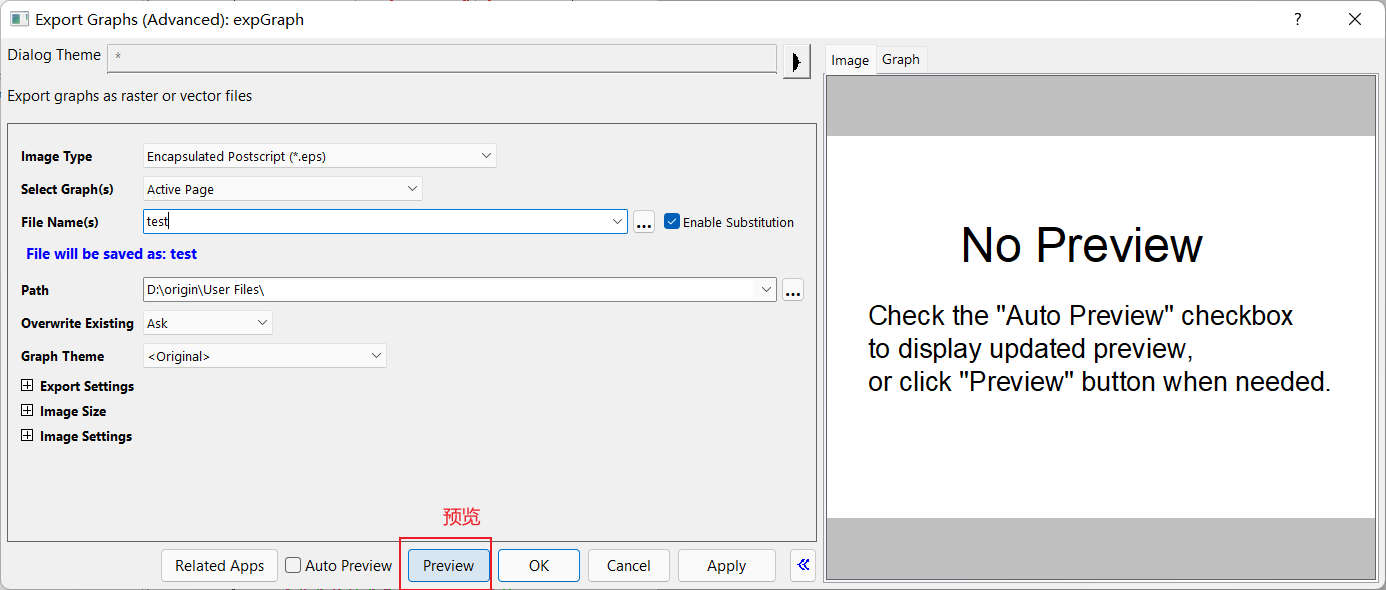 Export Graphs (Advanced): expGraph
?
Dialog Theme
*
Export graphs as raster or vector files
Image Type
Encapsulated Postscript (*.eps)
Select Graph(s)
Active Page
File Name(s)
test
...
Enable Substitution
File will be saved as: test
Path
D:\origin\User Files\
...
Overwrite Existing
Ask
Graph Theme
<Original>
Export Settings
Image Size
Image Settings
预览
Related Apps
Auto Preview
Preview
OK
Cancel
Apply
Image
Graph
No Preview
Check the "Auto Preview" checkbox
to display updated preview,
or click "Preview" button when needed.